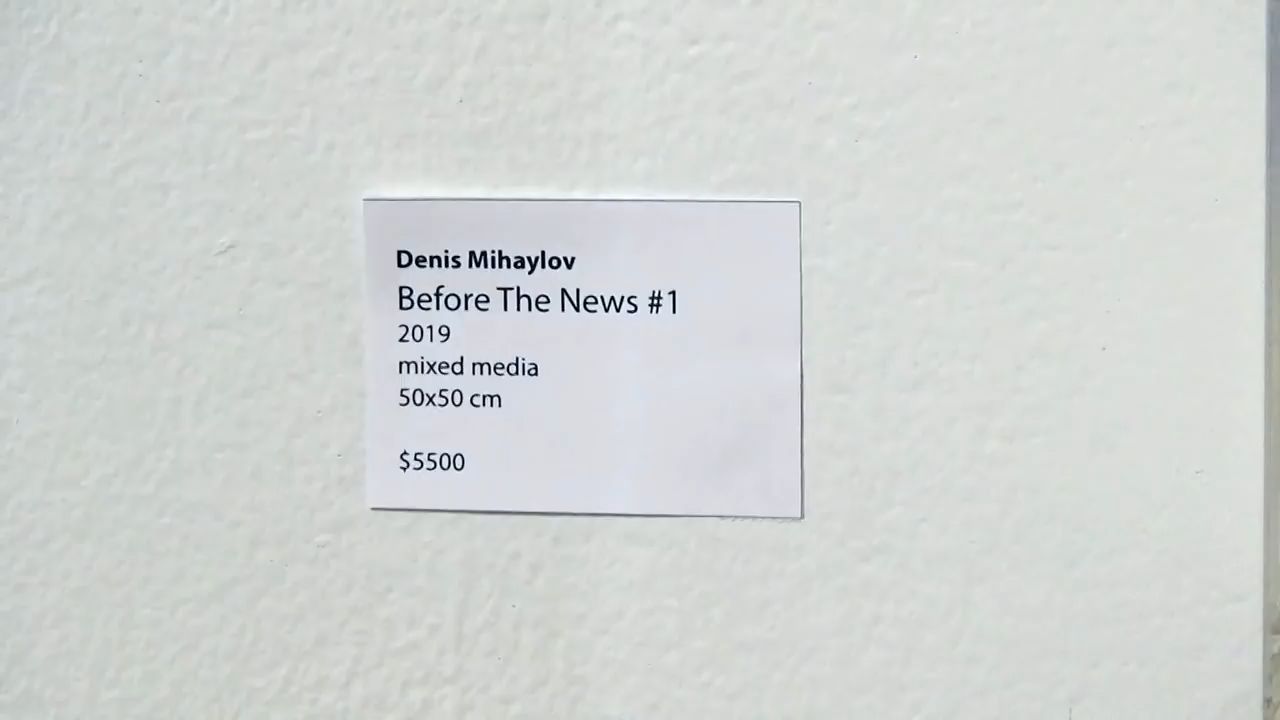 Denis Mihaylov
Before The News #1
2019
mixed media
50x50 cm
$5500